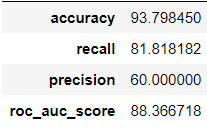 accuracy 93.798450
recall 81.818182
precision 60.000000
roc_auc_score 88.366718